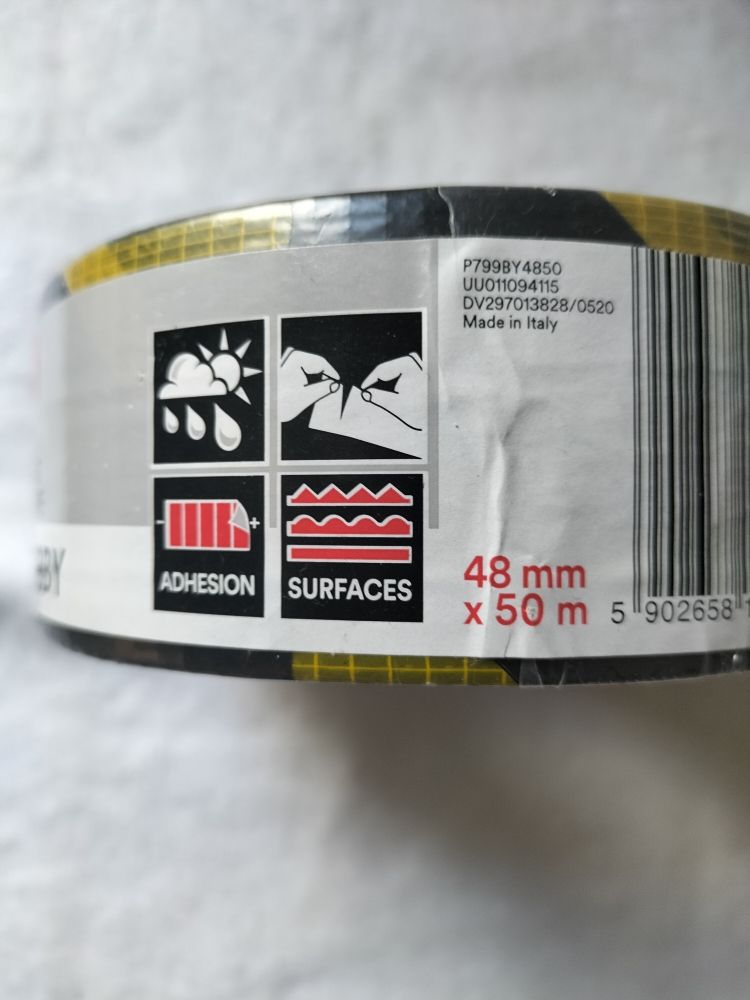 P799BY4850
UU011094115
DV297013828/0520
Made in Italy
ADHESION
SURFACES
48 mm
x 50 m
5 902658